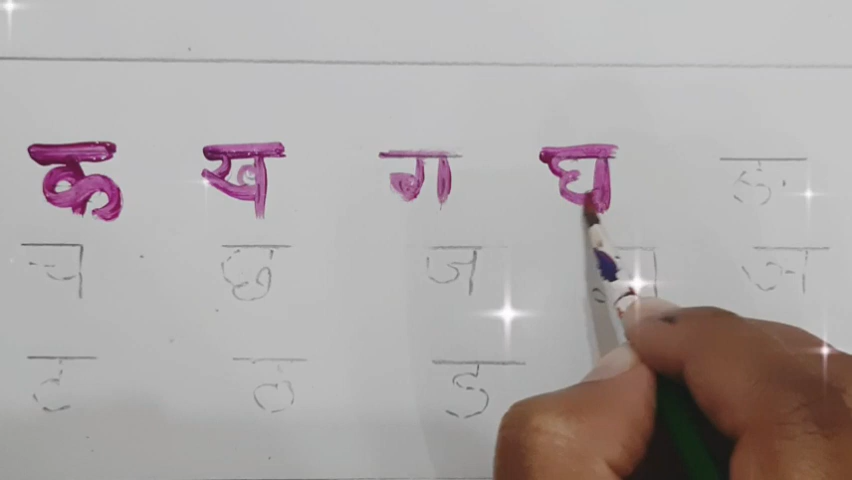 क ख ग घ ङ
च छ ज ञ
ट ठ ड